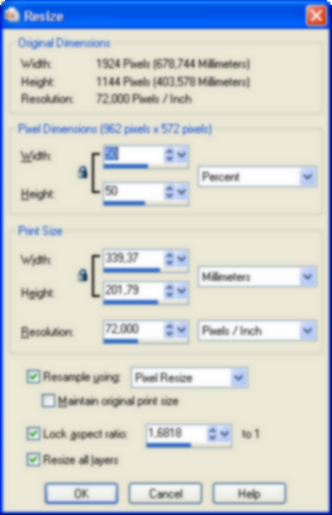 Resize
Original Dimensions
Width: 1924 Pixels (678,744 Millimeters)
Height: 1144 Pixels (403,578 Millimeters)
Resolution: 72,000 Pixels / Inch
Pixel Dimensions (962 pixels x 572 pixels)
Width: 50
Percent
Height: 50
Print Size
Width: 339,37
Millimeters
Height: 201,79
Resolution: 72,000 Pixels / Inch
Resample using: Pixel Resize
Maintain original print size
Lock aspect ratio: 1,6818 to 1
Resize all layers
OK Cancel Help